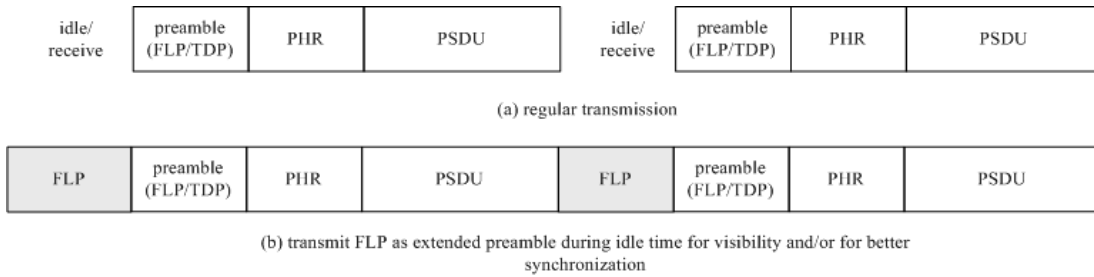 idle/ receive preamble (FLP/TDP) PHR PSDU idle/ receive preamble (FLP/TDP) PHR PSDU
(a) regular transmission
FLP preamble (FLP/TDP) PHR PSDU FLP preamble (FLP/TDP) PHR PSDU
(b) transmit FLP as extended preamble during idle time for visibility and/or for better
synchronization